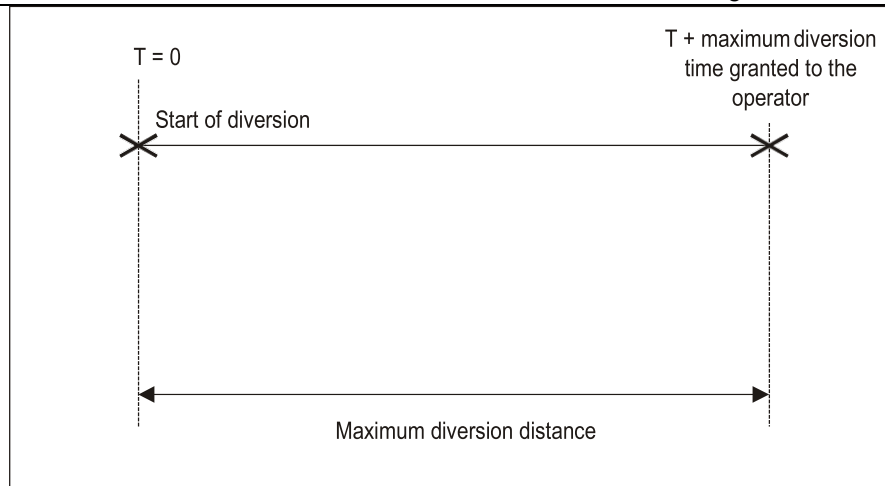 T = 0
T + maximum diversion
time granted to the
operator
Start of diversion
Maximum diversion distance